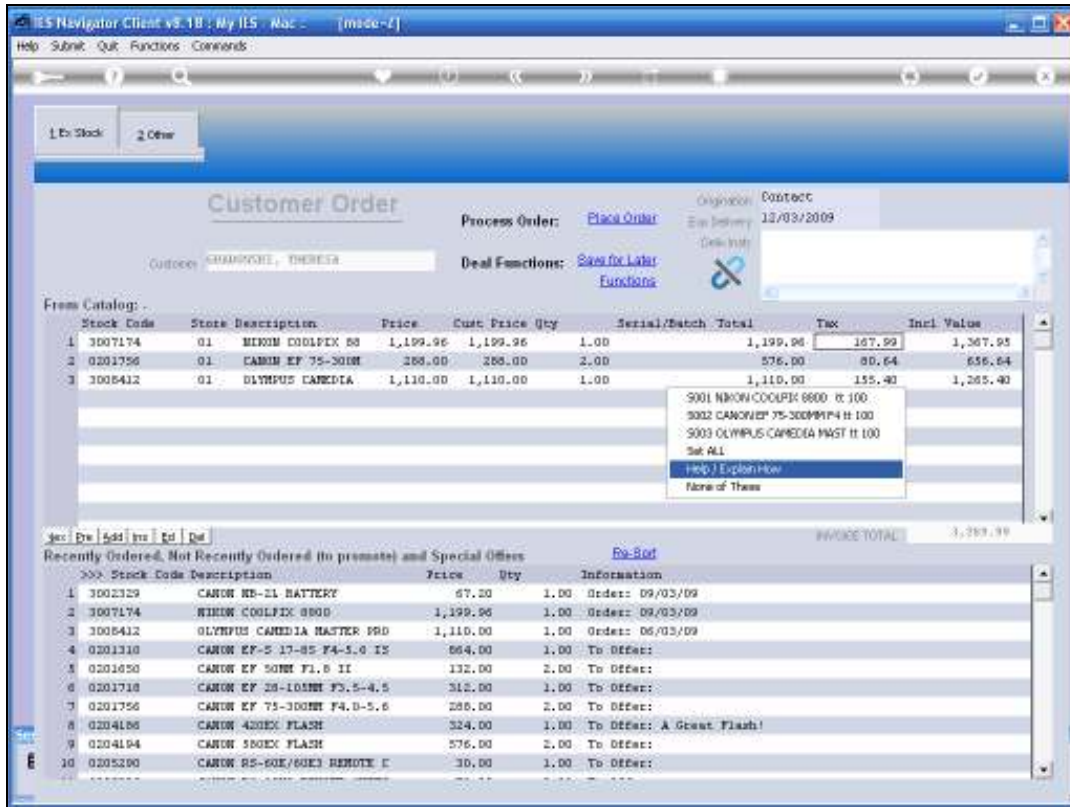 IES Navigator Client v8.18 : My IES - Mac :
Help Submit Quit Functions Commands
1 Ex Stock 2 Other
Customer Order
Process Order: Place Order
Origination Contact
Exp Delivery 12/03/2009
Customer THERESA
Deal Functions: Save for Later
Functions
From Catalog: .
Stock Code Store Description Price Cust Price Qty Serial/Batch Total Tax Incl Value
1 3007174 01 NIKON COOLPIX 88 1,199.96 1,199.96 1.00 1,199.96 167.99 1,367.95
2 0201756 01 CANON EF 75-300M 288.00 288.00 2.00 576.00 80.64 656.64
3 3008412 01 OLYMPUS CAMEDIA 1,110.00 1,110.00 1.00 1,110.00 155.40 1,265.40
S001 NIKON COOLPIX 8800 tt 100
S002 CANON EF 75-300MM F4 tt 100
S003 OLYMPUS CAMEDIA MAST tt 100
Set ALL
Help / Explain How
None of These
Pre Add Ins Del
INVOICE TOTAL
Recently Ordered, Not Recently Ordered (to promote) and Special Offers Re-Sort
>>> Stock Code Description Price Qty Information
1 3002329 CANON NB-2L BATTERY 67.20 1.00 Order: 09/03/09
2 3007174 NIKON COOLPIX 8800 1,199.96 1.00 Order: 09/03/09
3 3008412 OLYMPUS CAMEDIA MASTER PRO 1,110.00 1.00 Order: 06/03/09
4 0201310 CANON EF-S 17-85 F4-5.6 IS 864.00 1.00 To Offer:
5 0201650 CANON EF 50MM F1.8 II 132.00 2.00 To Offer:
6 0201718 CANON EF 28-105MM F3.5-4.5 312.00 1.00 To Offer:
7 0201756 CANON EF 75-300MM F4.0-5.6 288.00 2.00 To Offer:
8 0204186 CANON 420EX FLASH 324.00 1.00 To Offer: A Great Flash!
9 0204194 CANON 580EX FLASH 576.00 2.00 To Offer:
10 0205290 CANON RS-60E/60E3 REMOTE C 30.00 1.00 To Offer: